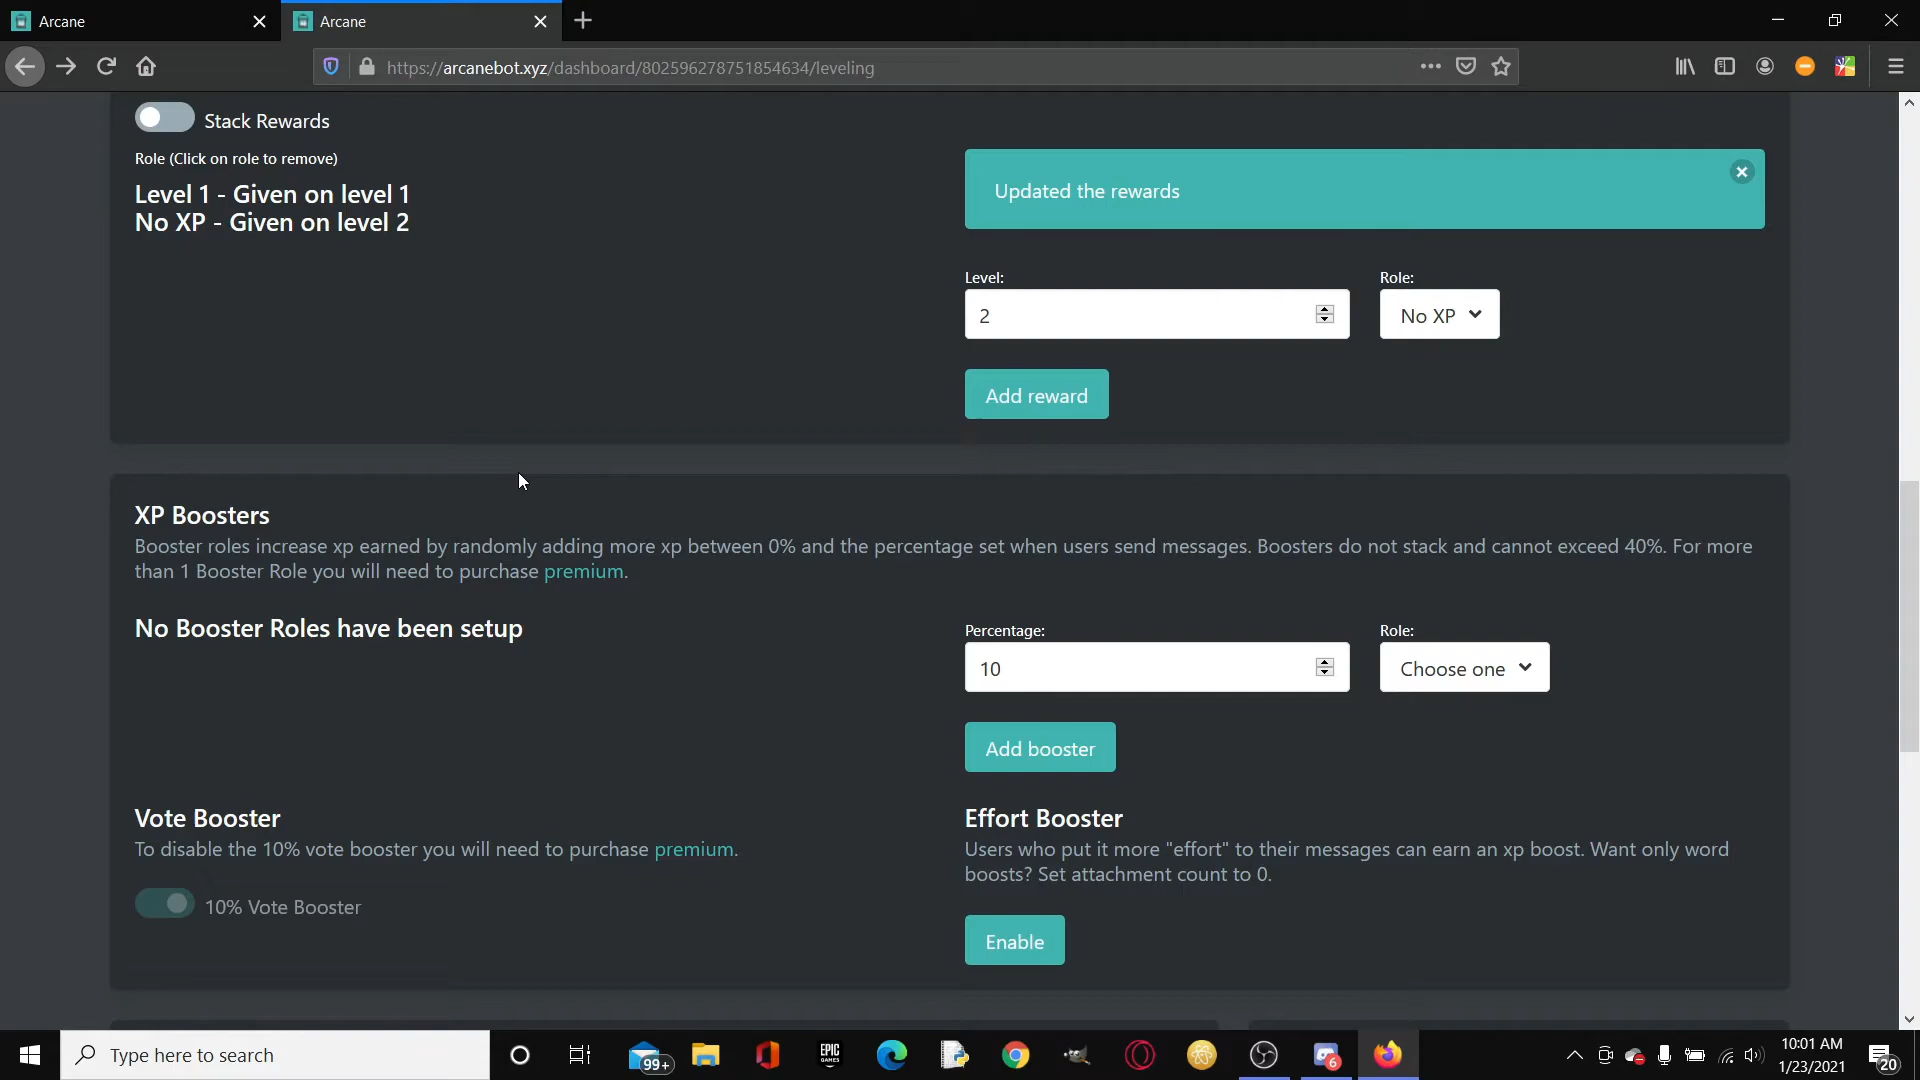 Arcane
Arcane
https://arcanebot.xyz/dashboard/802596278751854634/leveling
Stack Rewards
Role (Click on role to remove)
Level 1 - Given on level 1
No XP - Given on level 2
Updated the rewards
Level:
Role:
2
No XP
Add reward
XP Boosters
Booster roles increase xp earned by randomly adding more xp between 0% and the percentage set when users send messages. Boosters do not stack and cannot exceed 40%. For more
than 1 Booster Role you will need to purchase premium.
No Booster Roles have been setup
Percentage:
Role:
10
Choose one
Add booster
Vote Booster
To disable the 10% vote booster you will need to purchase premium.
10% Vote Booster
Effort Booster
Users who put it more "effort" to their messages can earn an xp boost. Want only word
boosts? Set attachment count to 0.
Enable
Type here to search
99+
EPIC
GAMES
6
10:01 AM
1/23/2021
20